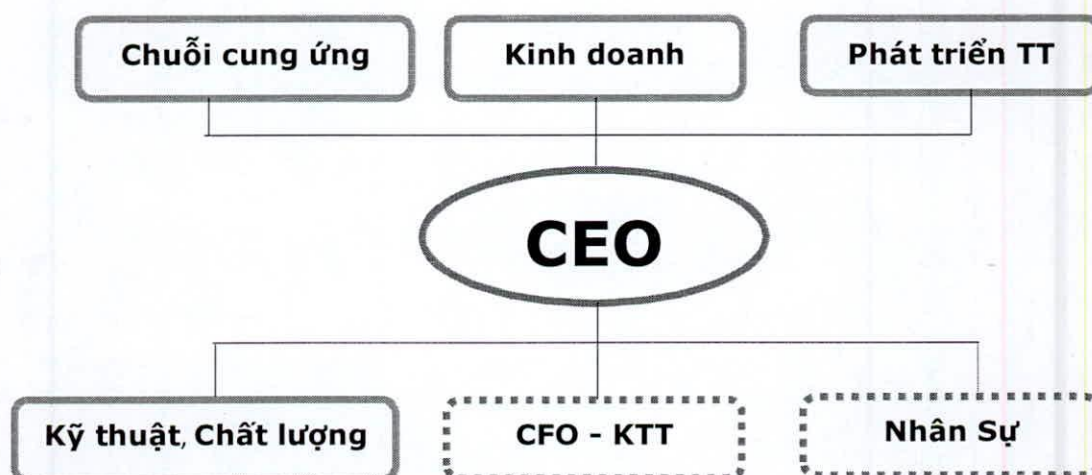 Chuỗi cung ứng
Kinh doanh
Phát triển TT
CEO
Kỹ thuật, Chất lượng
CFO - KTT
Nhân Sự